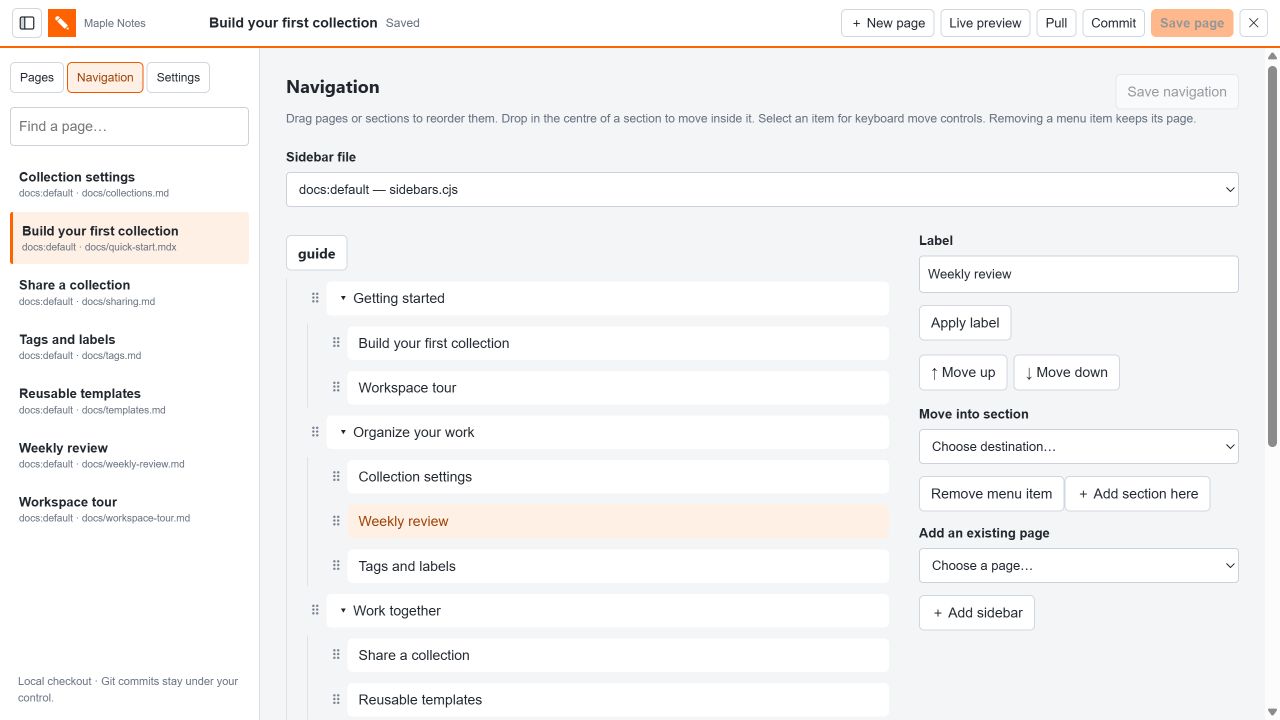 Maple Notes
Build your first collection Saved
+ New page
Live preview
Pull
Commit
Save page
Pages
Navigation
Settings
Find a page…
Collection settings
docs:default · docs/collections.md
Build your first collection
docs:default · docs/quick-start.mdx
Share a collection
docs:default · docs/sharing.md
Tags and labels
docs:default · docs/tags.md
Reusable templates
docs:default · docs/templates.md
Weekly review
docs:default · docs/weekly-review.md
Workspace tour
docs:default · docs/workspace-tour.md
Local checkout · Git commits stay under your
control.
Navigation
Save navigation
Drag pages or sections to reorder them. Drop in the centre of a section to move inside it. Select an item for keyboard move controls. Removing a menu item keeps its page.
Sidebar file
docs:default — sidebars.cjs
guide
Getting started
Build your first collection
Workspace tour
Organize your work
Collection settings
Weekly review
Tags and labels
Work together
Share a collection
Reusable templates
Label
Weekly review
Apply label
↑ Move up
↓ Move down
Move into section
Choose destination…
Remove menu item
+ Add section here
Add an existing page
Choose a page…
+ Add sidebar